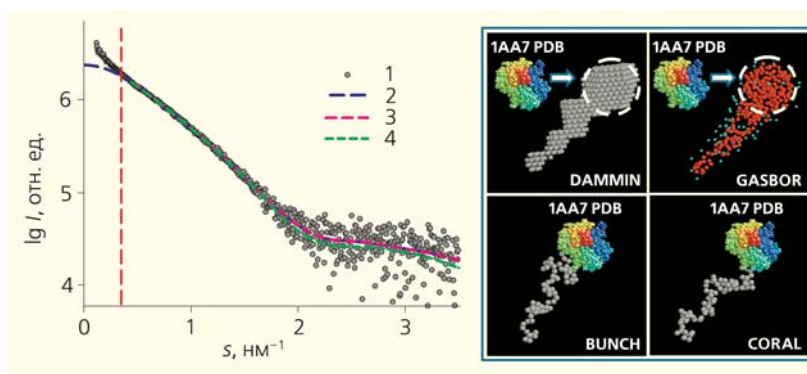 lg I, отн. ед.
6
5
4
0
1
2
3
s, нм⁻¹
1
2
3
4
1AA7 PDB
DAMMIN
1AA7 PDB
GASBOR
1AA7 PDB
BUNCH
1AA7 PDB
CORAL